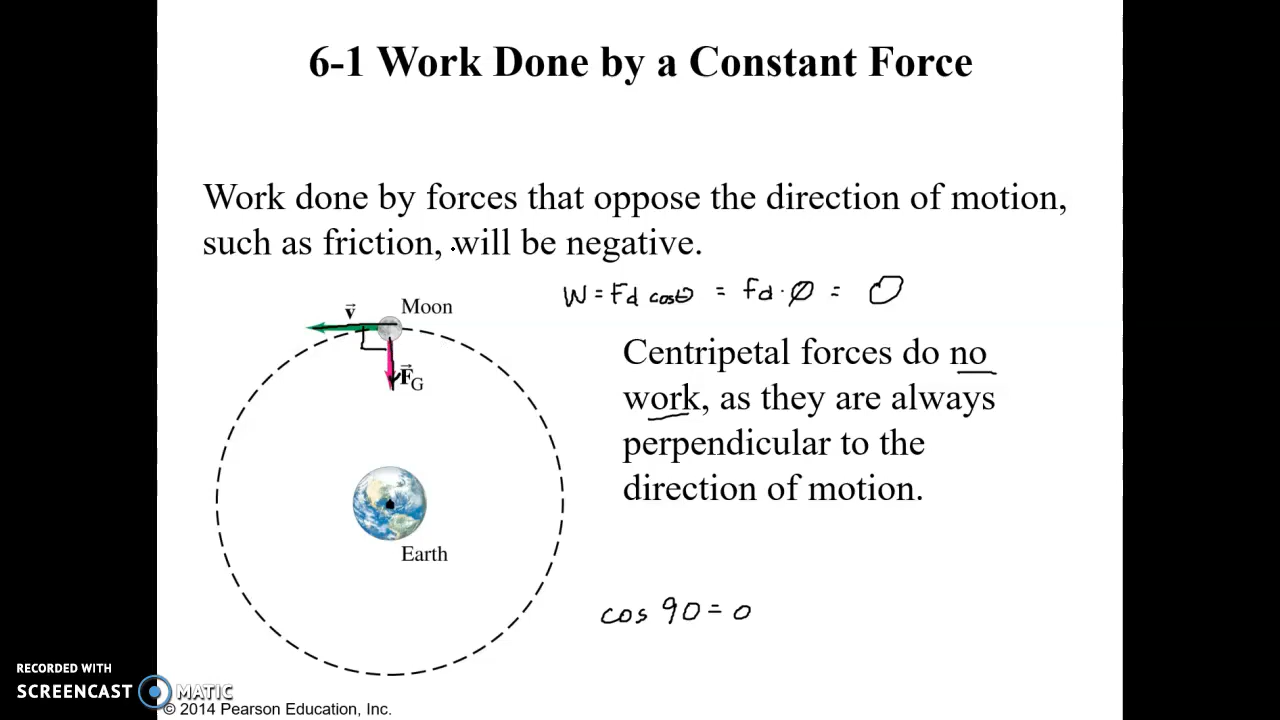 6-1 Work Done by a Constant Force
Work done by forces that oppose the direction of motion,
such as friction, will be negative.
W = Fd cosθ = Fd · 0 = 0
v
Moon
F_G
Centripetal forces do no
work, as they are always
perpendicular to the
direction of motion.
Earth
cos 90 = 0
RECORDED WITH
SCREENCAST MATIC
© 2014 Pearson Education, Inc.